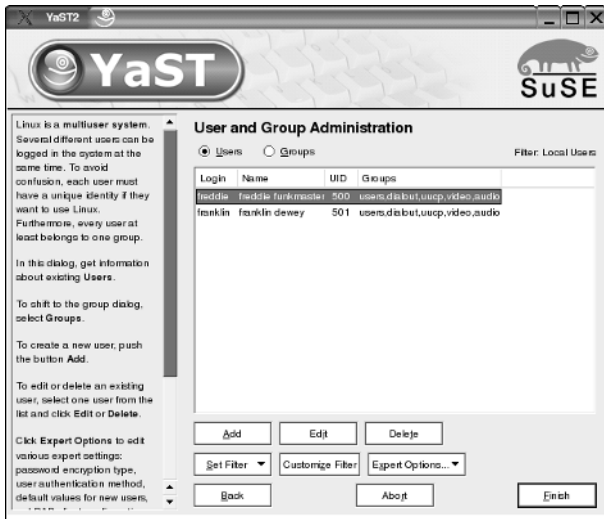 YaST2
YaST
SuSE
Linux is a multiuser system.
Several different users can be
logged in the system at the
same time. To avoid
confusion, each user must
have a unique identity if they
want to use Linux.
Furthermore, every user at
least belongs to one group.
In this dialog, get information
about existing Users.
To shift to the group dialog,
select Groups.
To create a new user, push
the button Add.
To edit or delete an existing
user, select one user from the
list and click Edit or Delete.
Click Expert Options to edit
various expert settings:
password encryption type,
user authentication method,
default values for new users,
User and Group Administration
Users Groups Filter: Local Users
Login Name UID Groups
freddie freddie funkmaster 500 users,dialout,uucp,video,audio
franklin franklin dewey 501 users,dialout,uucp,video,audio
Add Edit Delete
Set Filter Customize Filter Expert Options...
Back Abort Finish